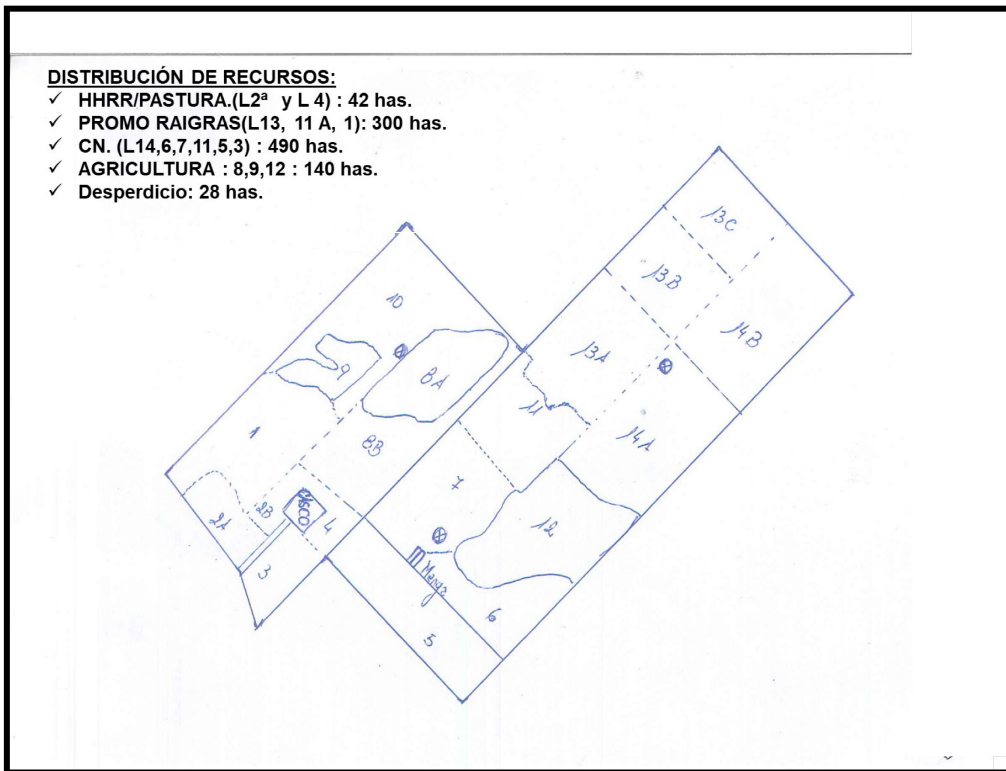 DISTRIBUCIÓN DE RECURSOS:
✓ HHRR/PASTURA.(L2ª y L 4) : 42 has.
✓ PROMO RAIGRAS(L13, 11 A, 1): 300 has.
✓ CN. (L14,6,7,11,5,3) : 490 has.
✓ AGRICULTURA : 8,9,12 : 140 has.
✓ Desperdicio: 28 has.
13C
13B
10
14B
13A
9
8A
11
14A
1
8B
7
2A
2B
CASCO
4
12
3
Manga
6
5